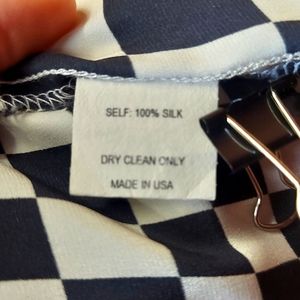 SELF: 100% SILK
DRY CLEAN ONLY
MADE IN USA